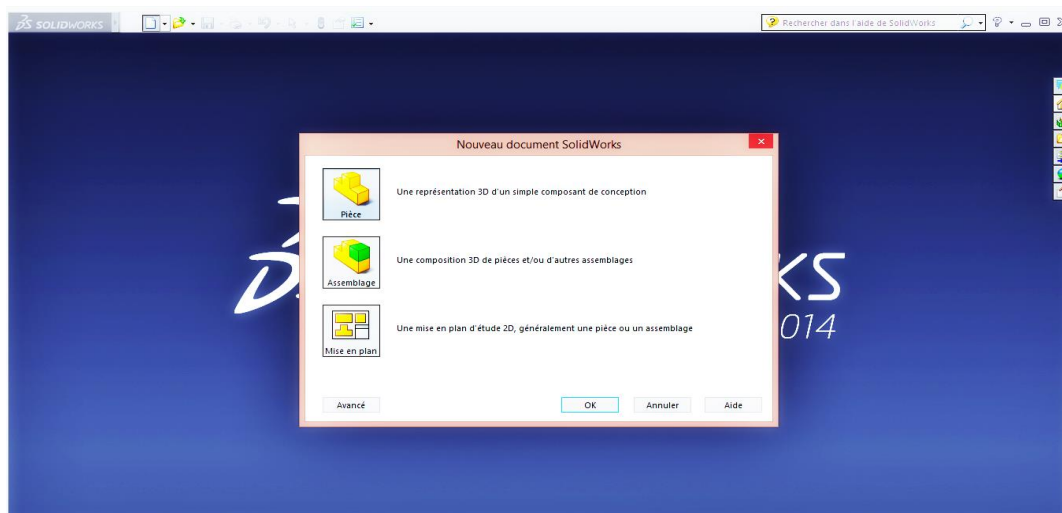 SOLIDWORKS
Rechercher dans l'aide de SolidWorks
Nouveau document SolidWorks
Pièce
Une représentation 3D d'un simple composant de conception
Assemblage
Une composition 3D de pièces et/ou d'autres assemblages
Mise en plan
Une mise en plan d'étude 2D, généralement une pièce ou un assemblage
Avancé
OK
Annuler
Aide
KS
014